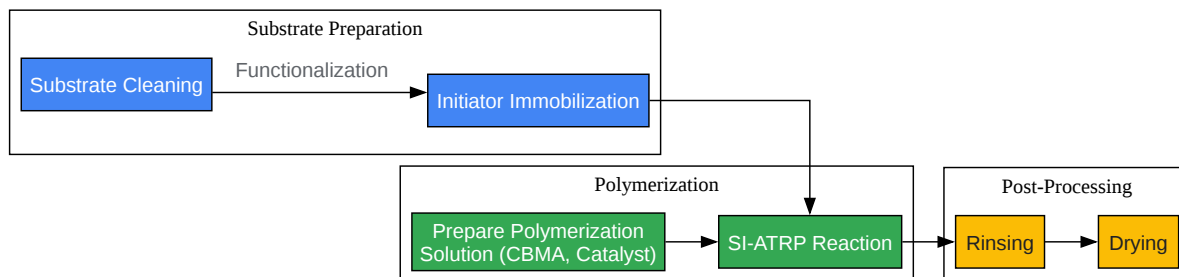 Substrate Preparation
Substrate Cleaning
Functionalization
Initiator Immobilization
Polymerization
Prepare Polymerization
Solution (CBMA, Catalyst)
SI-ATRP Reaction
Post-Processing
Rinsing
Drying